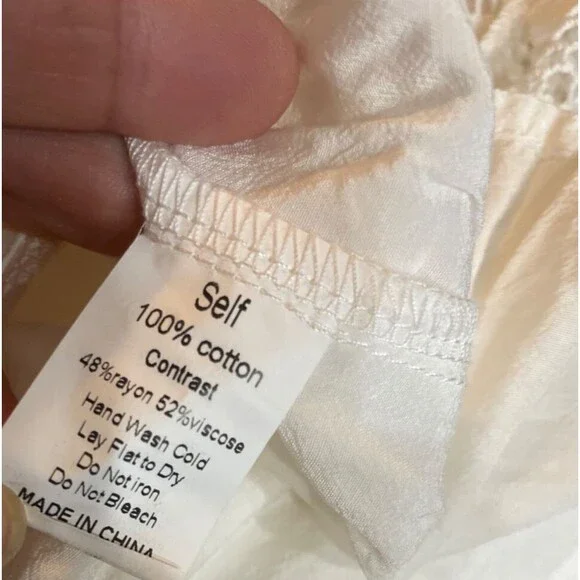 Self
100% cotton
Contrast
48%rayon 52%viscose
Hand Wash Cold
Lay Flat to Dry
Do Not iron
Do Not Bleach
MADE IN CHINA